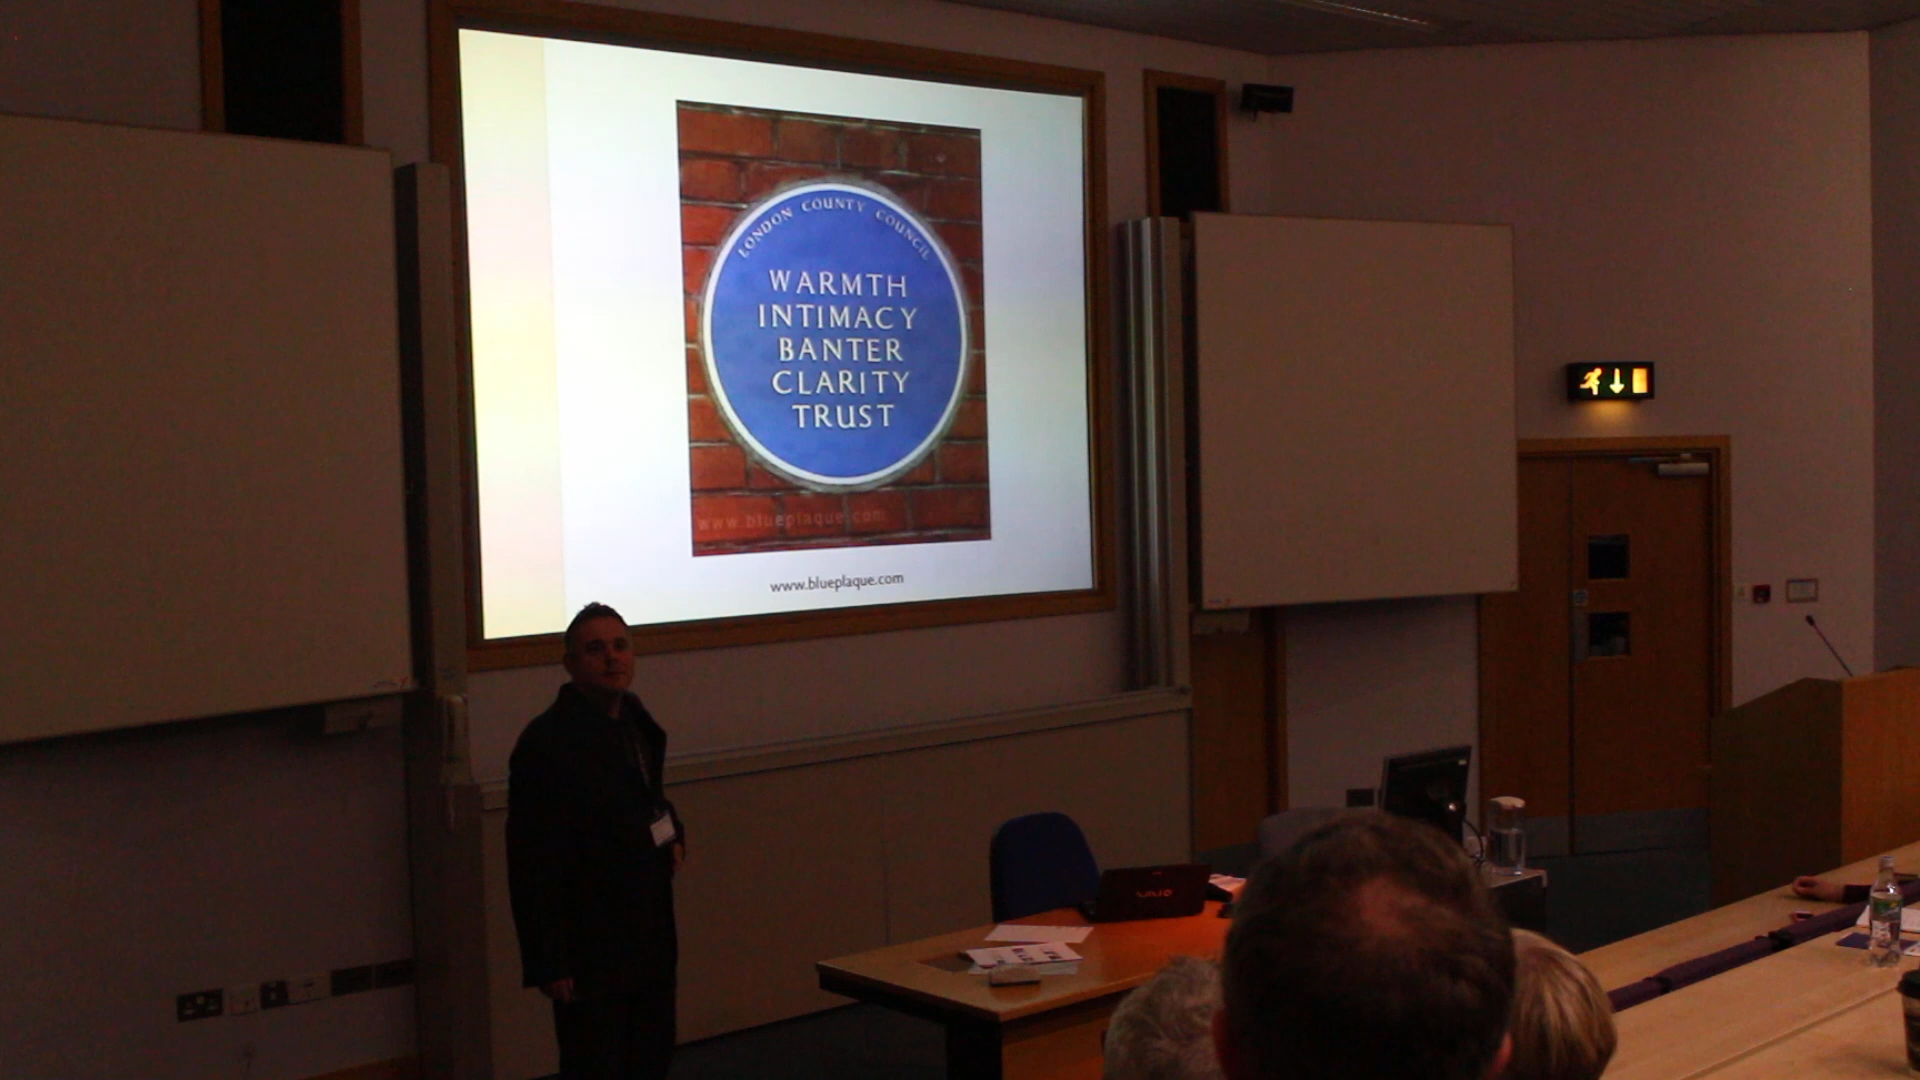 LONDON COUNTY COUNCIL
WARMTH
INTIMACY
BANTER
CLARITY
TRUST
www.blueplaque.com
www.blueplaque.com
VAIO